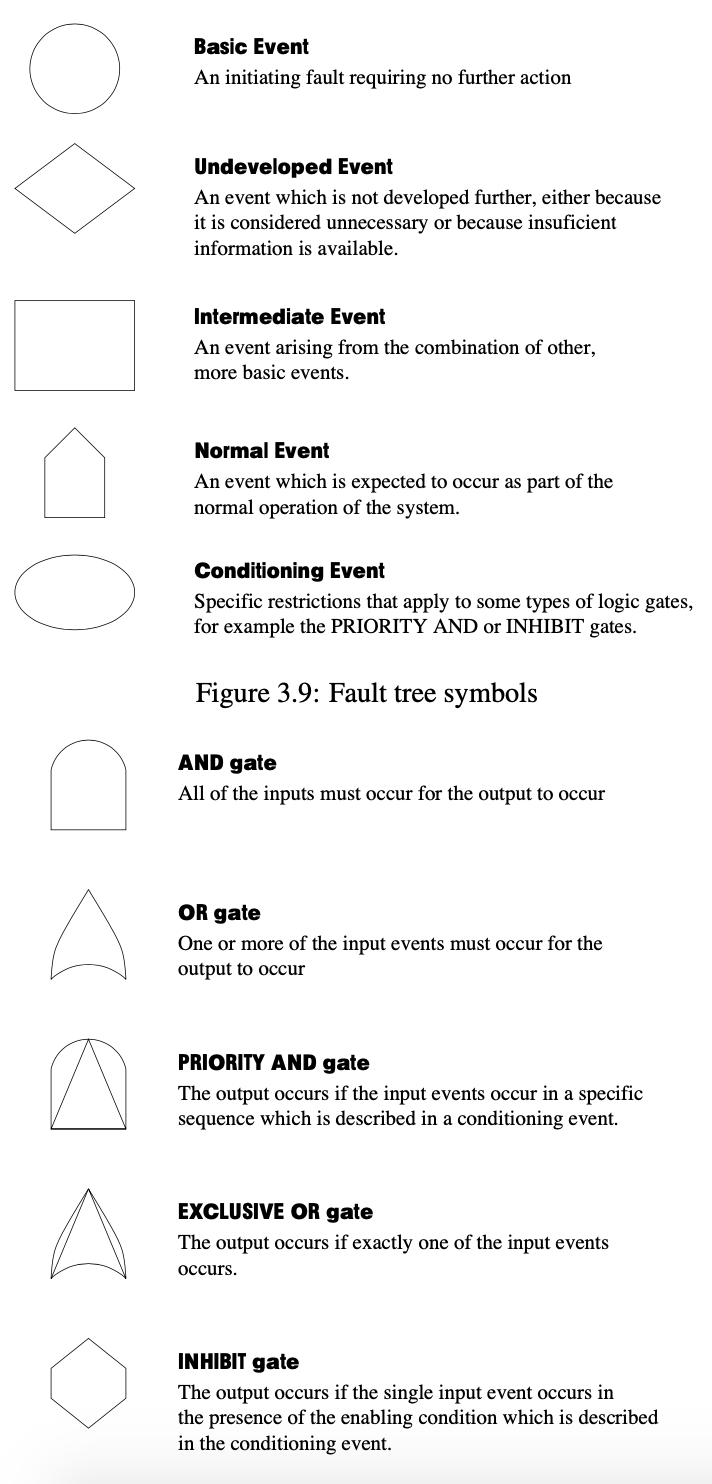 Basic Event
An initiating fault requiring no further action
Undeveloped Event
An event which is not developed further, either because
it is considered unnecessary or because insuficient
information is available.
Intermediate Event
An event arising from the combination of other,
more basic events.
Normal Event
An event which is expected to occur as part of the
normal operation of the system.
Conditioning Event
Specific restrictions that apply to some types of logic gates,
for example the PRIORITY AND or INHIBIT gates.
Figure 3.9: Fault tree symbols
AND gate
All of the inputs must occur for the output to occur
OR gate
One or more of the input events must occur for the
output to occur
PRIORITY AND gate
The output occurs if the input events occur in a specific
sequence which is described in a conditioning event.
EXCLUSIVE OR gate
The output occurs if exactly one of the input events
occurs.
INHIBIT gate
The output occurs if the single input event occurs in
the presence of the enabling condition which is described
in the conditioning event.